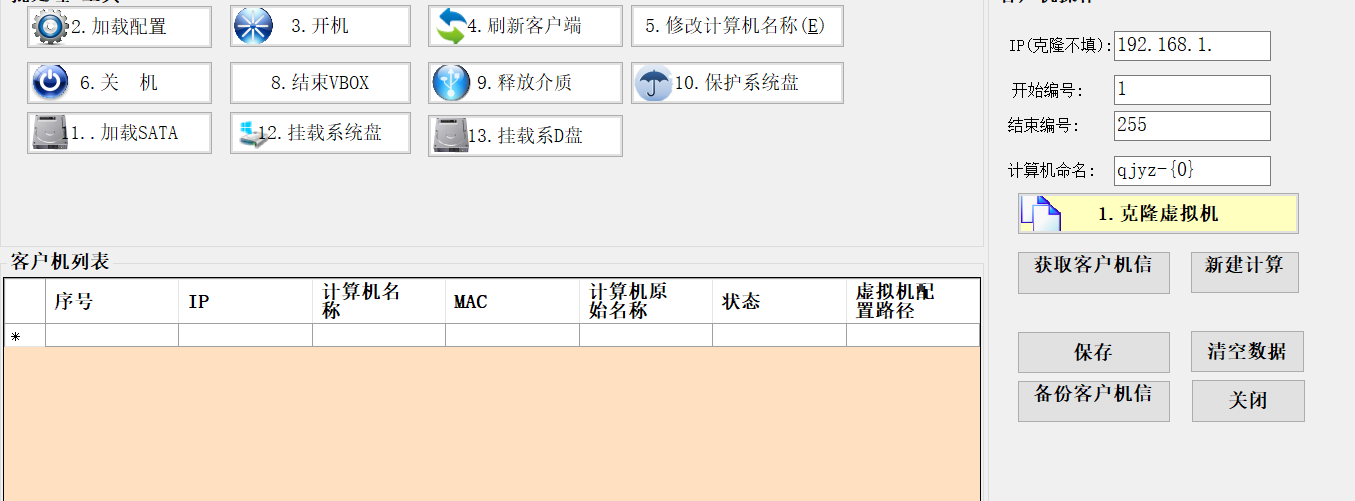 2.加载配置
3.开机
4.刷新客户端
5.修改计算机名称(E)
6.关 机
8.结束VBOX
9.释放介质
10.保护系统盘
11..加载SATA
12.挂载系统盘
13.挂载系D盘
IP(克隆不填):
192.168.1.
开始编号:
1
结束编号:
255
计算机命名:
qjyz-{0}
1.克隆虚拟机
获取客户机信
新建计算
保存
清空数据
备份客户机信
关闭
客户机列表
序号
IP
计算机名
称
MAC
计算机原
始名称
状态
虚拟机配
置路径
*